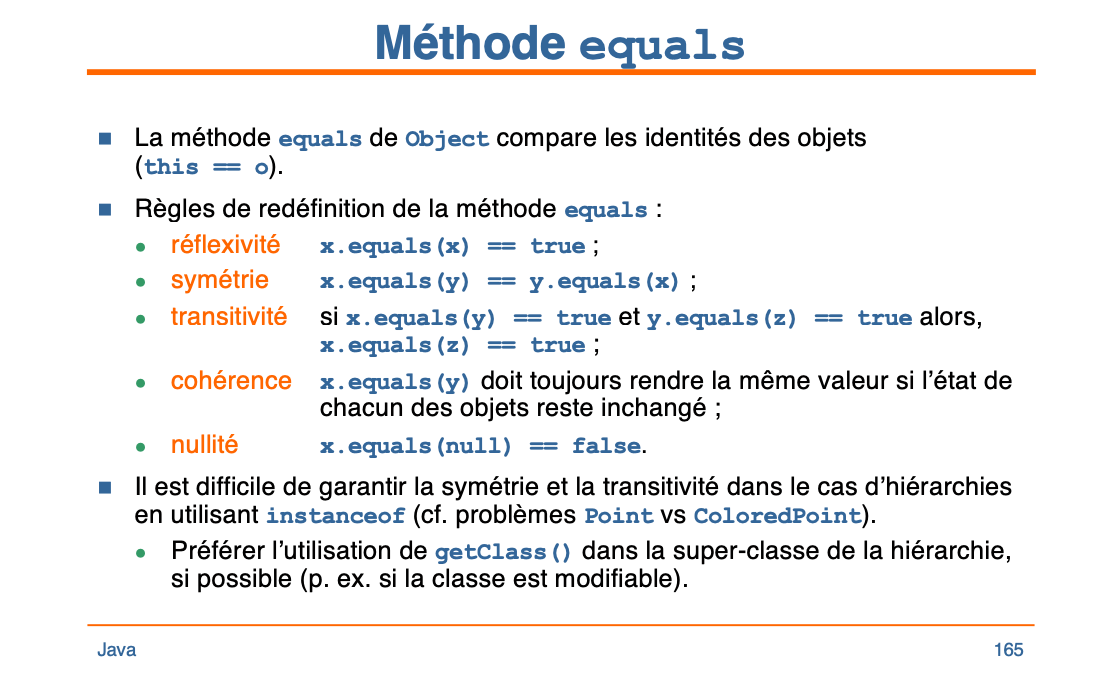 Méthode equals
■ La méthode equals de Object compare les identités des objets
(this == o).
■ Règles de redéfinition de la méthode equals :
• réflexivité x.equals(x) == true ;
• symétrie x.equals(y) == y.equals(x) ;
• transitivité si x.equals(y) == true et y.equals(z) == true alors,
x.equals(z) == true ;
• cohérence x.equals(y) doit toujours rendre la même valeur si l’état de
chacun des objets reste inchangé ;
• nullité x.equals(null) == false.
■ Il est difficile de garantir la symétrie et la transitivité dans le cas d’hiérarchies
en utilisant instanceof (cf. problèmes Point vs ColoredPoint).
• Préférer l’utilisation de getClass() dans la super-classe de la hiérarchie,
si possible (p. ex. si la classe est modifiable).
Java 165